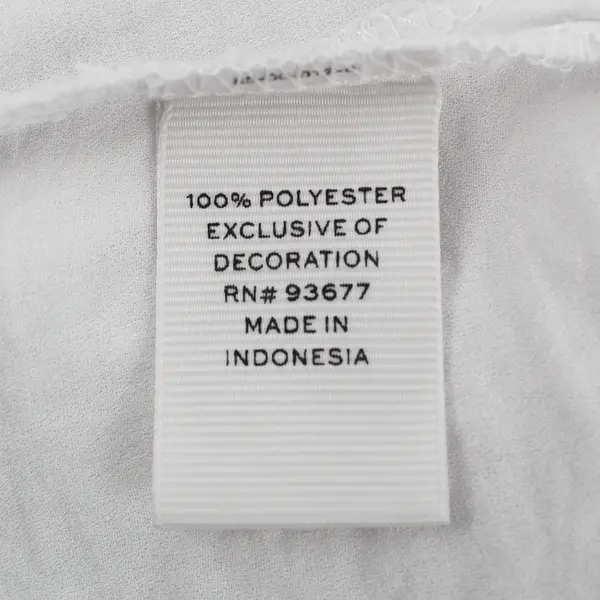 100% POLYESTER
EXCLUSIVE OF
DECORATION
RN# 93677
MADE IN
INDONESIA